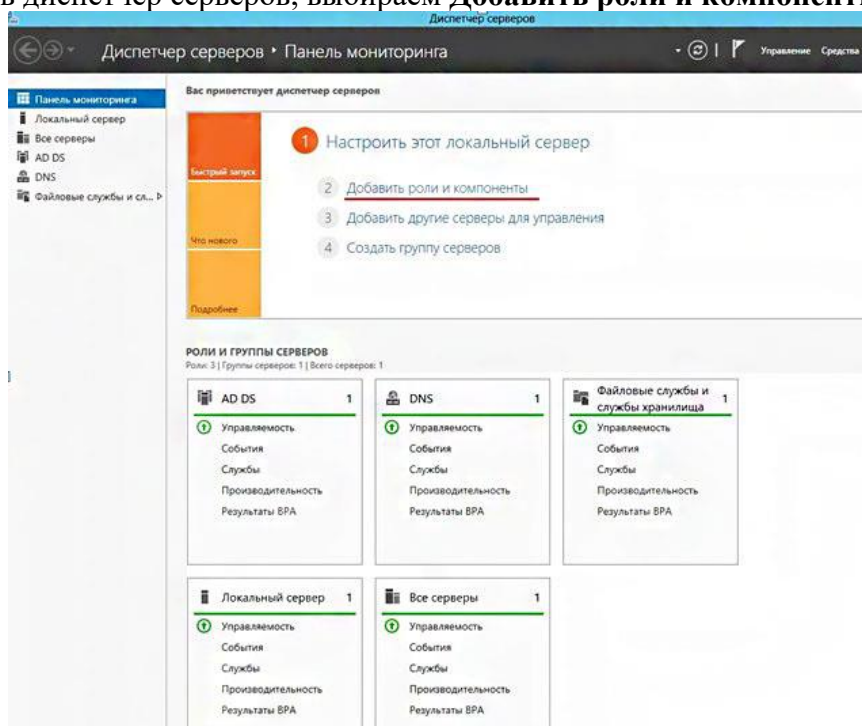 в диспетчер серверов, выбираем Добавить роли и компонент
Диспетчер серверов
Диспетчер серверов • Панель мониторинга
Управление Средства
Панель мониторинга
Локальный сервер
Все серверы
AD DS
DNS
Файловые службы и сл...
Вас приветствует диспетчер серверов
Быстрый запуск
Что нового
Подробнее
1 Настроить этот локальный сервер
2 Добавить роли и компоненты
3 Добавить другие серверы для управления
4 Создать группу серверов
РОЛИ И ГРУППЫ СЕРВЕРОВ
Роли: 3 | Группы серверов: 1 | Всего серверов: 1
AD DS 1
Управляемость
События
Службы
Производительность
Результаты BPA
DNS 1
Управляемость
События
Службы
Производительность
Результаты BPA
Файловые службы и
службы хранилища 1
Управляемость
События
Службы
Производительность
Результаты BPA
Локальный сервер 1
Управляемость
События
Службы
Производительность
Результаты BPA
Все серверы 1
Управляемость
События
Службы
Производительность
Результаты BPA